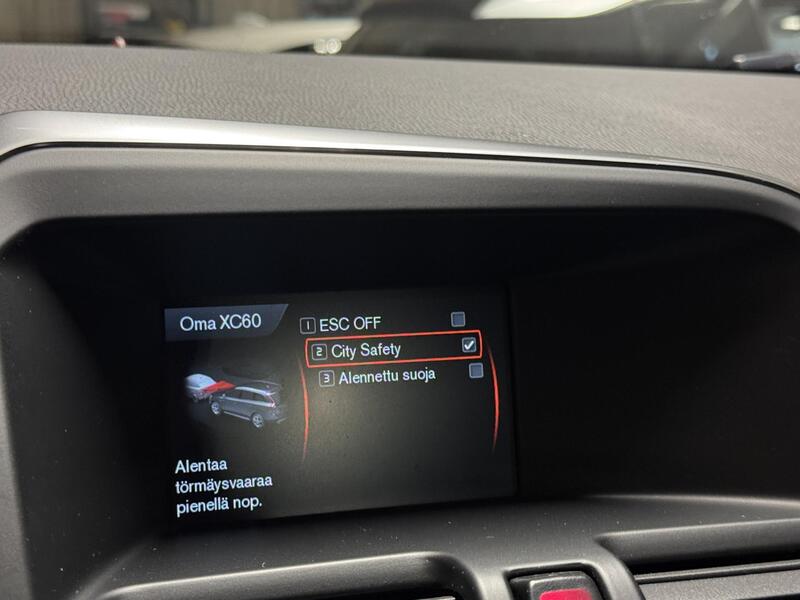 Oma XC60
1 ESC OFF
2 City Safety
3 Alennettu suoja
Alentaa
törmäysvaaraa
pienellä nop.